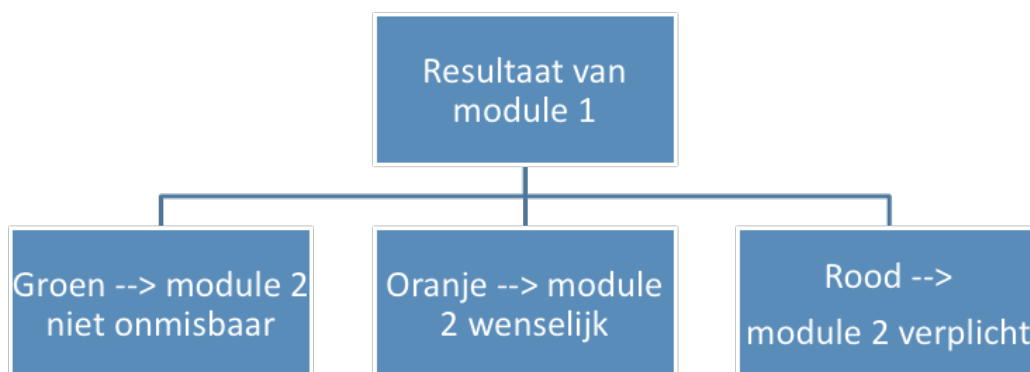 Resultaat van
module 1
Groen --> module 2
niet onmisbaar
Oranje --> module
2 wenselijk
Rood -->
module 2 verplicht